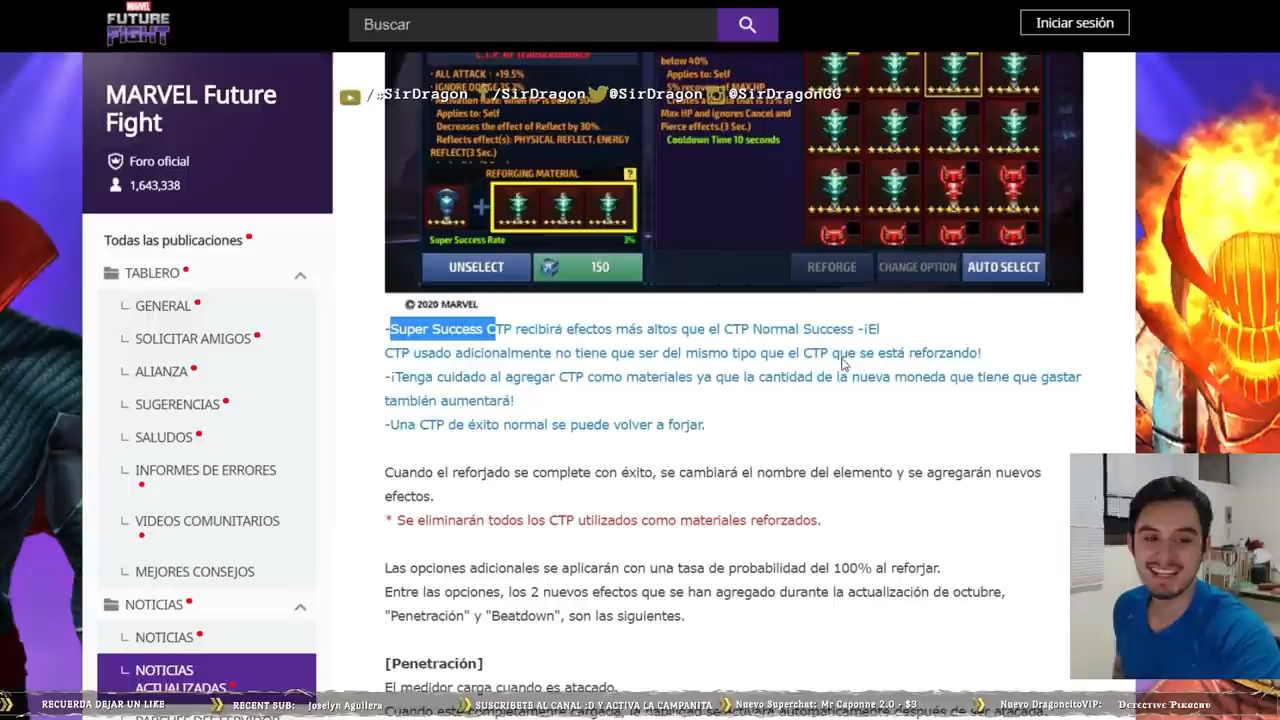 MARVEL
FUTURE
FIGHT
Buscar
Iniciar sesión
MARVEL Future
Fight
Foro oficial
1,643,338
Todas las publicaciones
TABLERO
GENERAL
SOLICITAR AMIGOS
ALIANZA
SUGERENCIAS
SALUDOS
INFORMES DE ERRORES
VIDEOS COMUNITARIOS
MEJORES CONSEJOS
NOTICIAS
NOTICIAS
NOTICIAS
ACTUALIZADAS
· ALL ATTACK : +19.5%
Applies to: Self
Decreases the effect of Reflect by 30%.
Reflects effect(s): PHYSICAL REFLECT, ENERGY
REFLECT(3 Sec.)
REFORGING MATERIAL
?
Super Success Rate 3%
UNSELECT
150
below 40%
Applies to: Self
Max HP and ignores Cancel and
Pierce effects.(3 Sec.)
Cooldown Time 10 seconds
REFORGE
CHANGE OPTION
AUTO SELECT
/#SirDragon /SirDragon @SirDragon @SirDragonGG
© 2020 MARVEL
-Super Success CTP recibirá efectos más altos que el CTP Normal Success -¡El
CTP usado adicionalmente no tiene que ser del mismo tipo que el CTP que se está reforzando!
-¡Tenga cuidado al agregar CTP como materiales ya que la cantidad de la nueva moneda que tiene que gastar
también aumentará!
-Una CTP de éxito normal se puede volver a forjar.
Cuando el reforjado se complete con éxito, se cambiará el nombre del elemento y se agregarán nuevos
efectos.
* Se eliminarán todos los CTP utilizados como materiales reforzados.
Las opciones adicionales se aplicarán con una tasa de probabilidad del 100% al reforjar.
Entre las opciones, los 2 nuevos efectos que se han agregado durante la actualización de octubre,
"Penetración" y "Beatdown", son las siguientes.
[Penetración]
El medidor carga cuando es atacado.
RECUERDA DEJAR UN LIKE
RECENT SUB: Joselyn Aguilera
SUSCRIBETE AL CANAL :D Y ACTIVA LA CAMPANITA
Nuevo Superchat: Mr Caponne 2.0 - $3
Nuevo DragoncitoVIP: Detective Pikacho